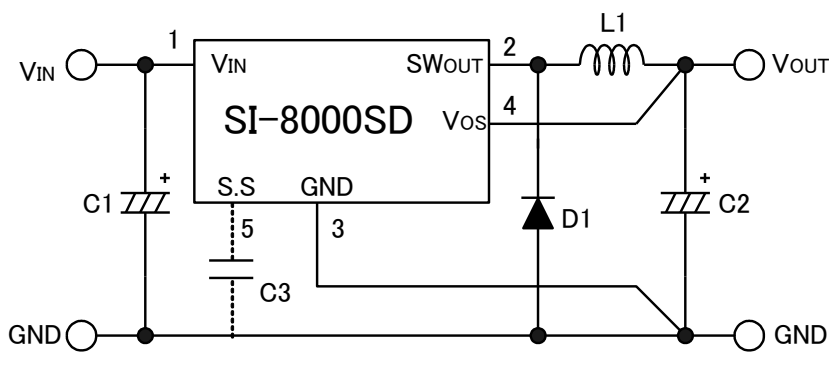 L1
1
2
VIN
VIN
SWOUT
VOUT
SI-8000SD
4
VOS
+
+
S.S
GND
C1
C2
5
3
D1
C3
GND
GND